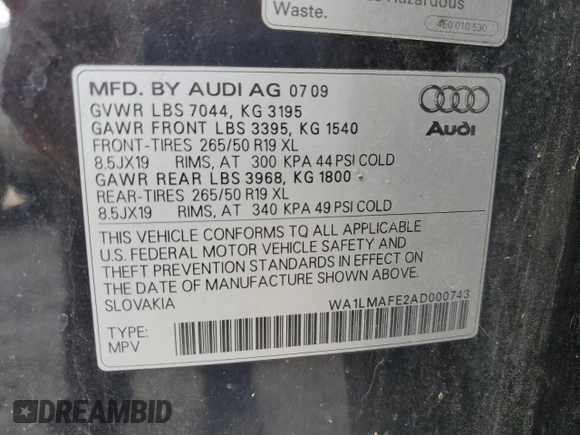 Hazardous
Waste.
4E0 010 530
MFD. BY AUDI AG 07 09
GVWR LBS 7044, KG 3195
GAWR FRONT LBS 3395, KG 1540
FRONT-TIRES 265/50 R19 XL
8.5JX19 RIMS, AT 300 KPA 44 PSI COLD
GAWR REAR LBS 3968, KG 1800
REAR-TIRES 265/50 R19 XL
8.5JX19 RIMS, AT 340 KPA 49 PSI COLD
Audi
THIS VEHICLE CONFORMS TO ALL APPLICABLE
U.S. FEDERAL MOTOR VEHICLE SAFETY AND
THEFT PREVENTION STANDARDS IN EFFECT ON
THE DATE OF MANUFACTURE SHOWN ABOVE.
SLOVAKIA
WA1LMAFE2AD000743
TYPE:
MPV
DREAMBID